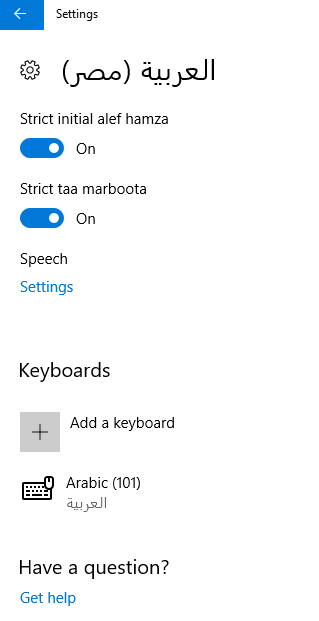 Settings
العربية (مصر)
Strict initial alef hamza
On
Strict taa marboota
On
Speech
Settings
Keyboards
Add a keyboard
Arabic (101)
العربية
Have a question?
Get help